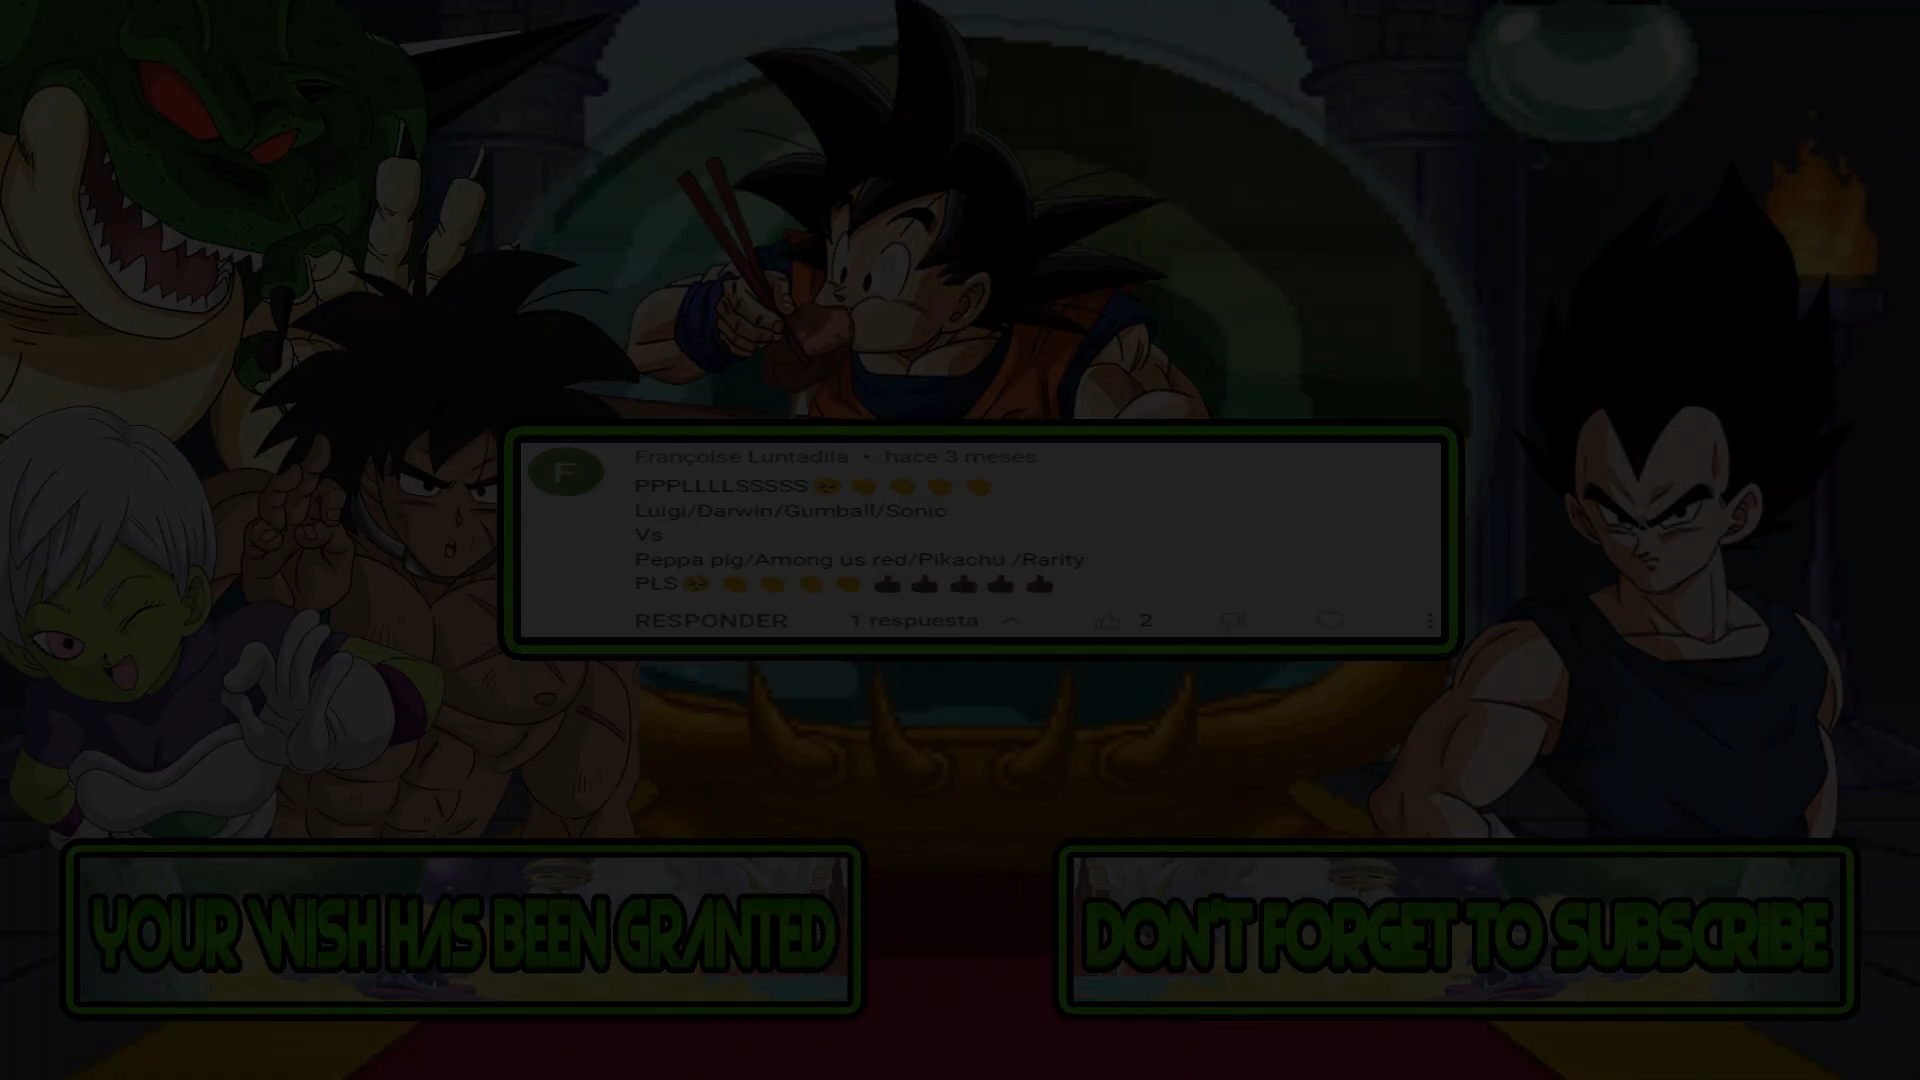 F
Françoise Luntadila • hace 3 meses
PPPLLLLSSSSS🥺👏👏👏👏
Luigi/Darwin/Gumball/Sonic
Vs
Peppa pig/Among us red/Pikachu /Rarity
PLS🥺👏👏👏👏👍🏿👍🏿👍🏿👍🏿👍🏿
RESPONDER 1 respuesta 2
YOUR WISH HAS BEEN GRANTED
DON'T FORGET TO SUBSCRIBE